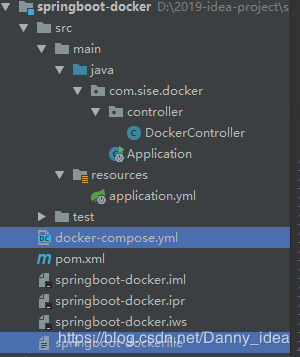 springboot-docker D:\2019-idea-project\s
src
main
java
com.sise.docker
controller
DockerController
Application
resources
application.yml
test
docker-compose.yml
pom.xml
springboot-docker.iml
springboot-docker.ipr
springboot-docker.iws
springboot-dockerfile
https://blog.csdn.net/Danny_idea